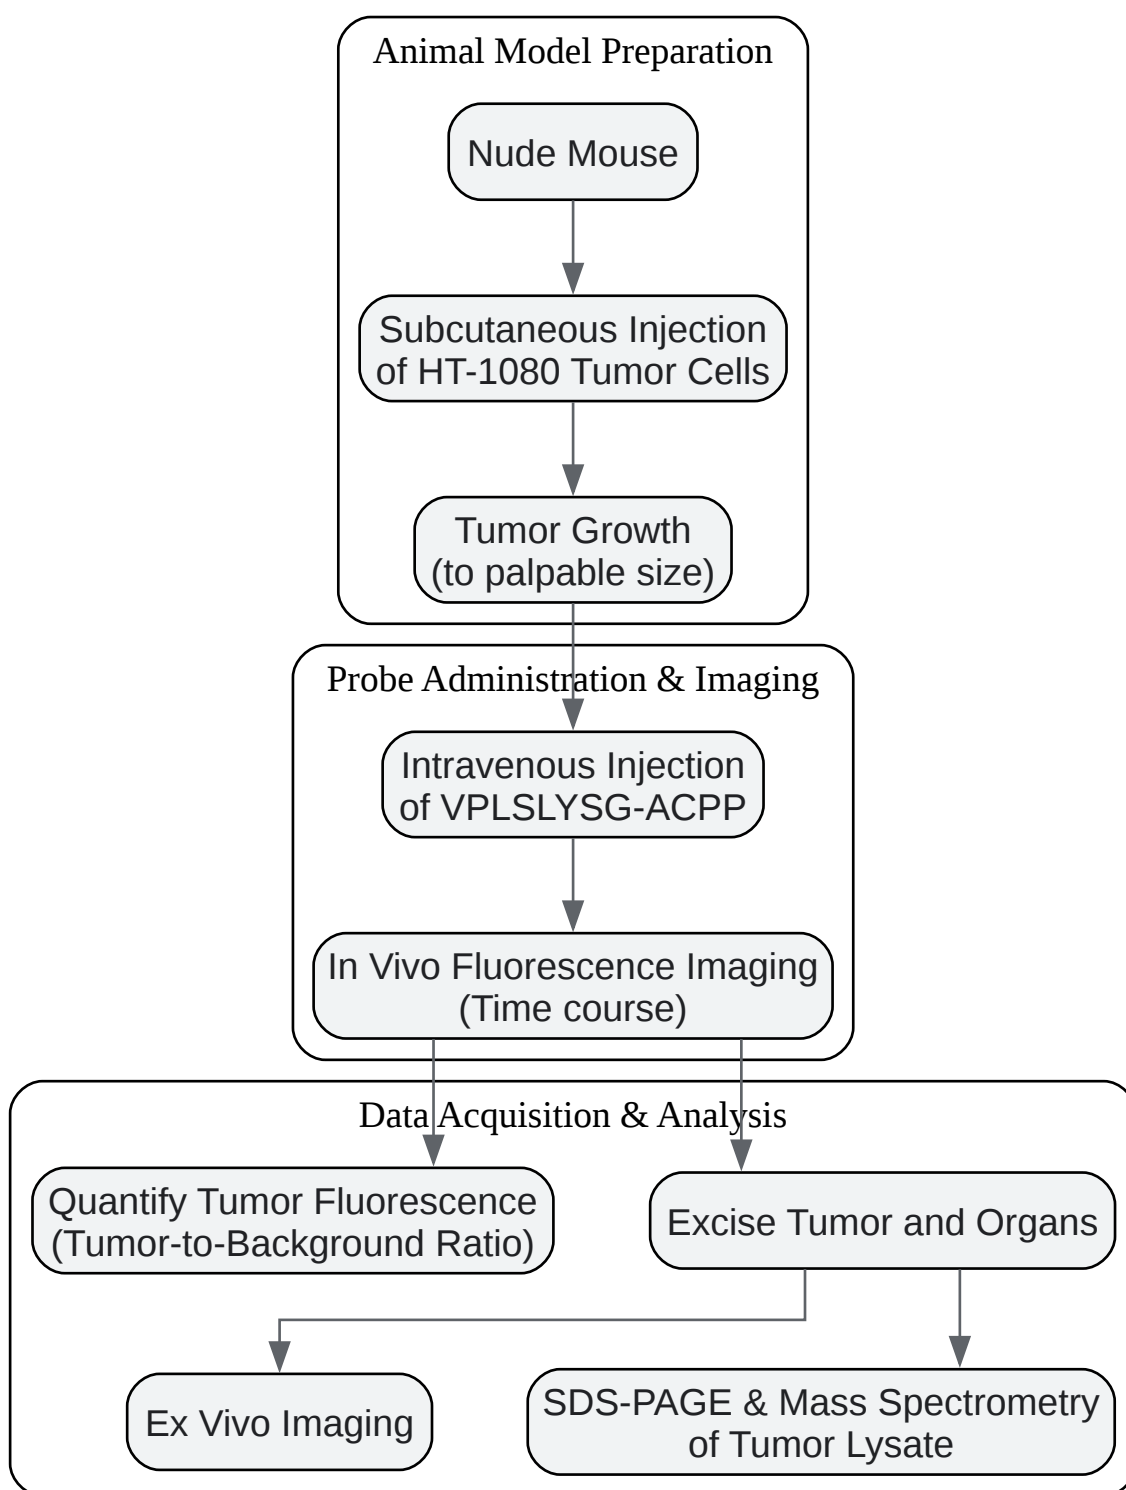 Animal Model Preparation
Nude Mouse
Subcutaneous Injection
of HT-1080 Tumor Cells
Tumor Growth
(to palpable size)
Probe Administration & Imaging
Intravenous Injection
of VPLSLYSG-ACPP
In Vivo Fluorescence Imaging
(Time course)
Data Acquisition & Analysis
Quantify Tumor Fluorescence
(Tumor-to-Background Ratio)
Excise Tumor and Organs
Ex Vivo Imaging
SDS-PAGE & Mass Spectrometry
of Tumor Lysate